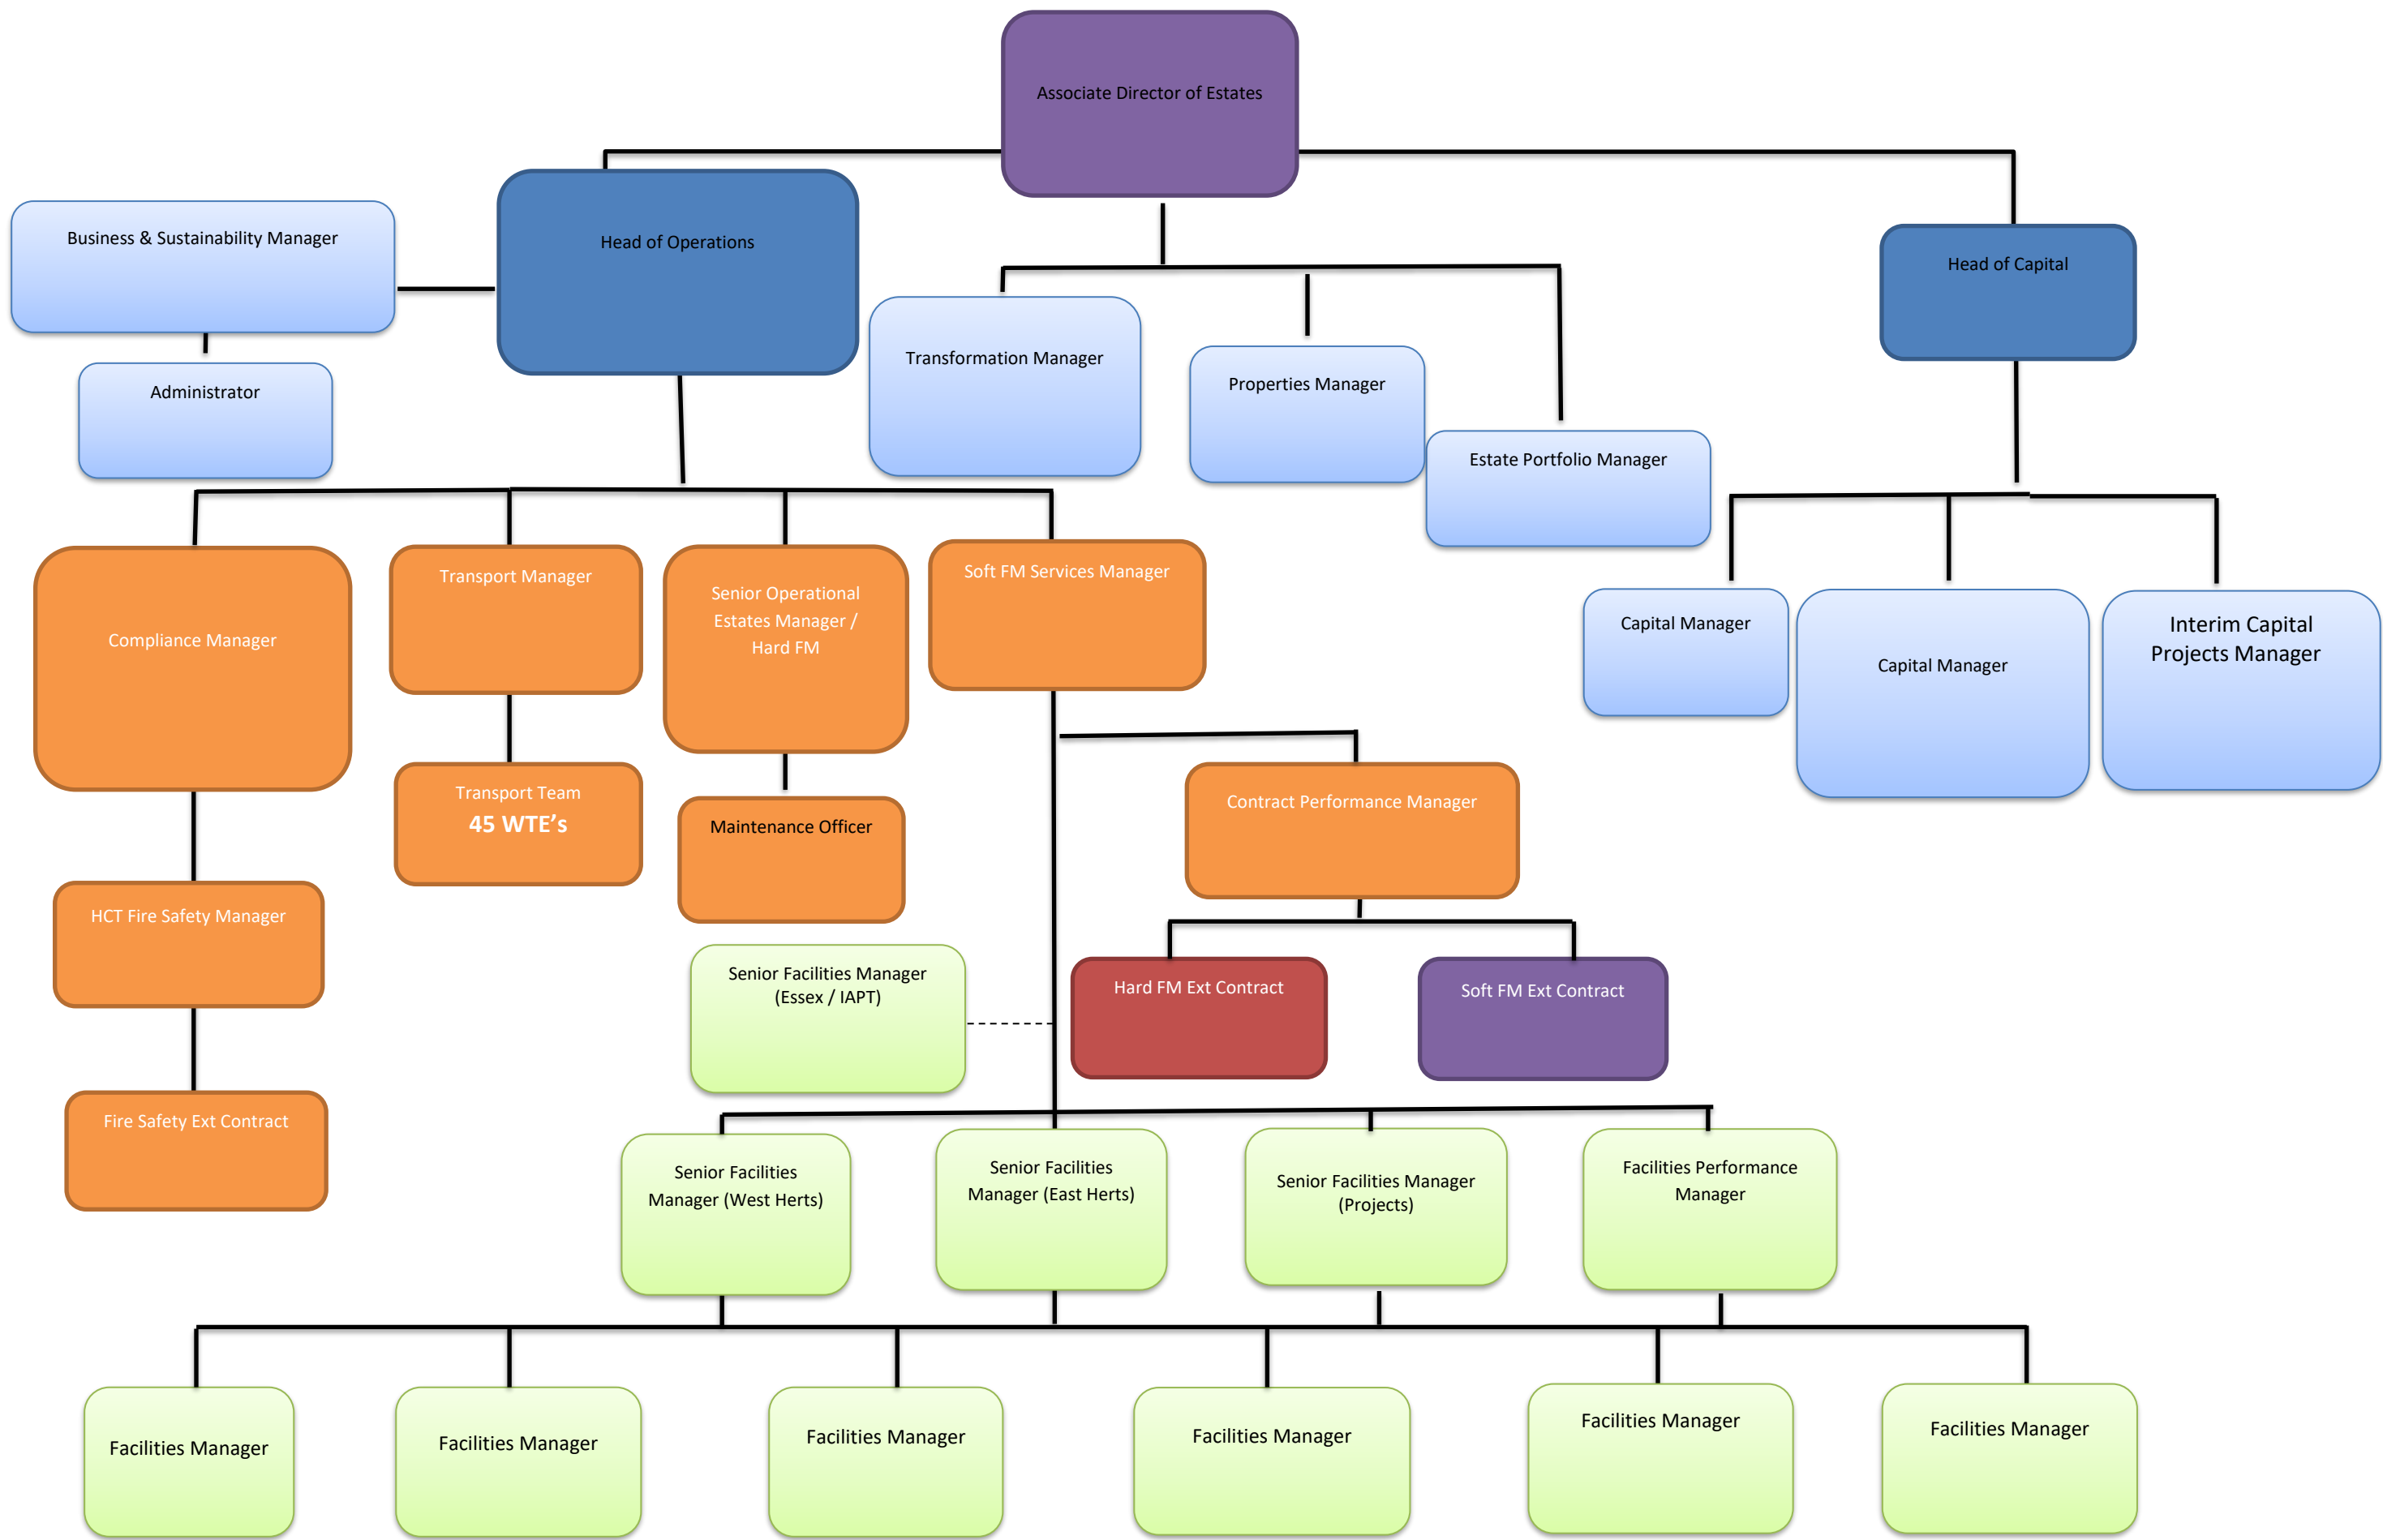 Associate Director of Estates
Business & Sustainability Manager
Head of Operations
Head of Capital
Transformation Manager
Properties Manager
Administrator
Estate Portfolio Manager
Compliance Manager
Transport Manager
Senior Operational
Estates Manager /
Hard FM
Soft FM Services Manager
Capital Manager
Capital Manager
Interim Capital
Projects Manager
Transport Team
45 WTE's
Maintenance Officer
Contract Performance Manager
HCT Fire Safety Manager
Senior Facilities Manager
(Essex / IAPT)
Hard FM Ext Contract
Soft FM Ext Contract
Fire Safety Ext Contract
Senior Facilities
Manager (West Herts)
Senior Facilities
Manager (East Herts)
Senior Facilities Manager
(Projects)
Facilities Performance
Manager
Facilities Manager
Facilities Manager
Facilities Manager
Facilities Manager
Facilities Manager
Facilities Manager